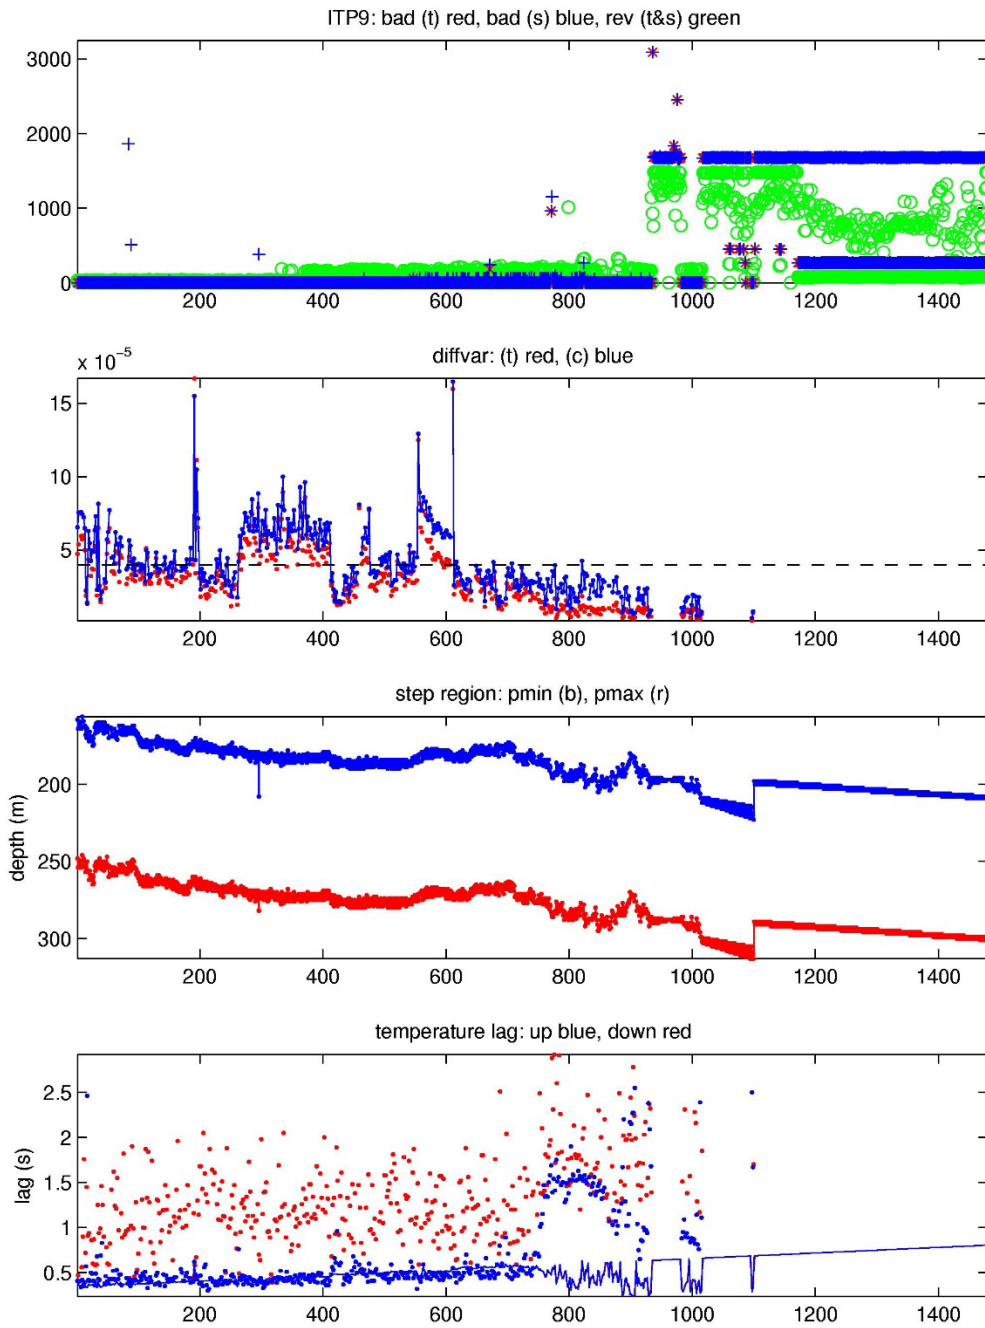 ITP9: bad (t) red, bad (s) blue, rev (t&s) green
3000
2000
1000
0
200 400 600 800 1000 1200 1400
x 10^-5
diffvar: (t) red, (c) blue
15
10
5
200 400 600 800 1000 1200 1400
step region: pmin (b), pmax (r)
depth (m)
200
250
300
200 400 600 800 1000 1200 1400
temperature lag: up blue, down red
lag (s)
2.5
2
1.5
1
0.5
200 400 600 800 1000 1200 1400